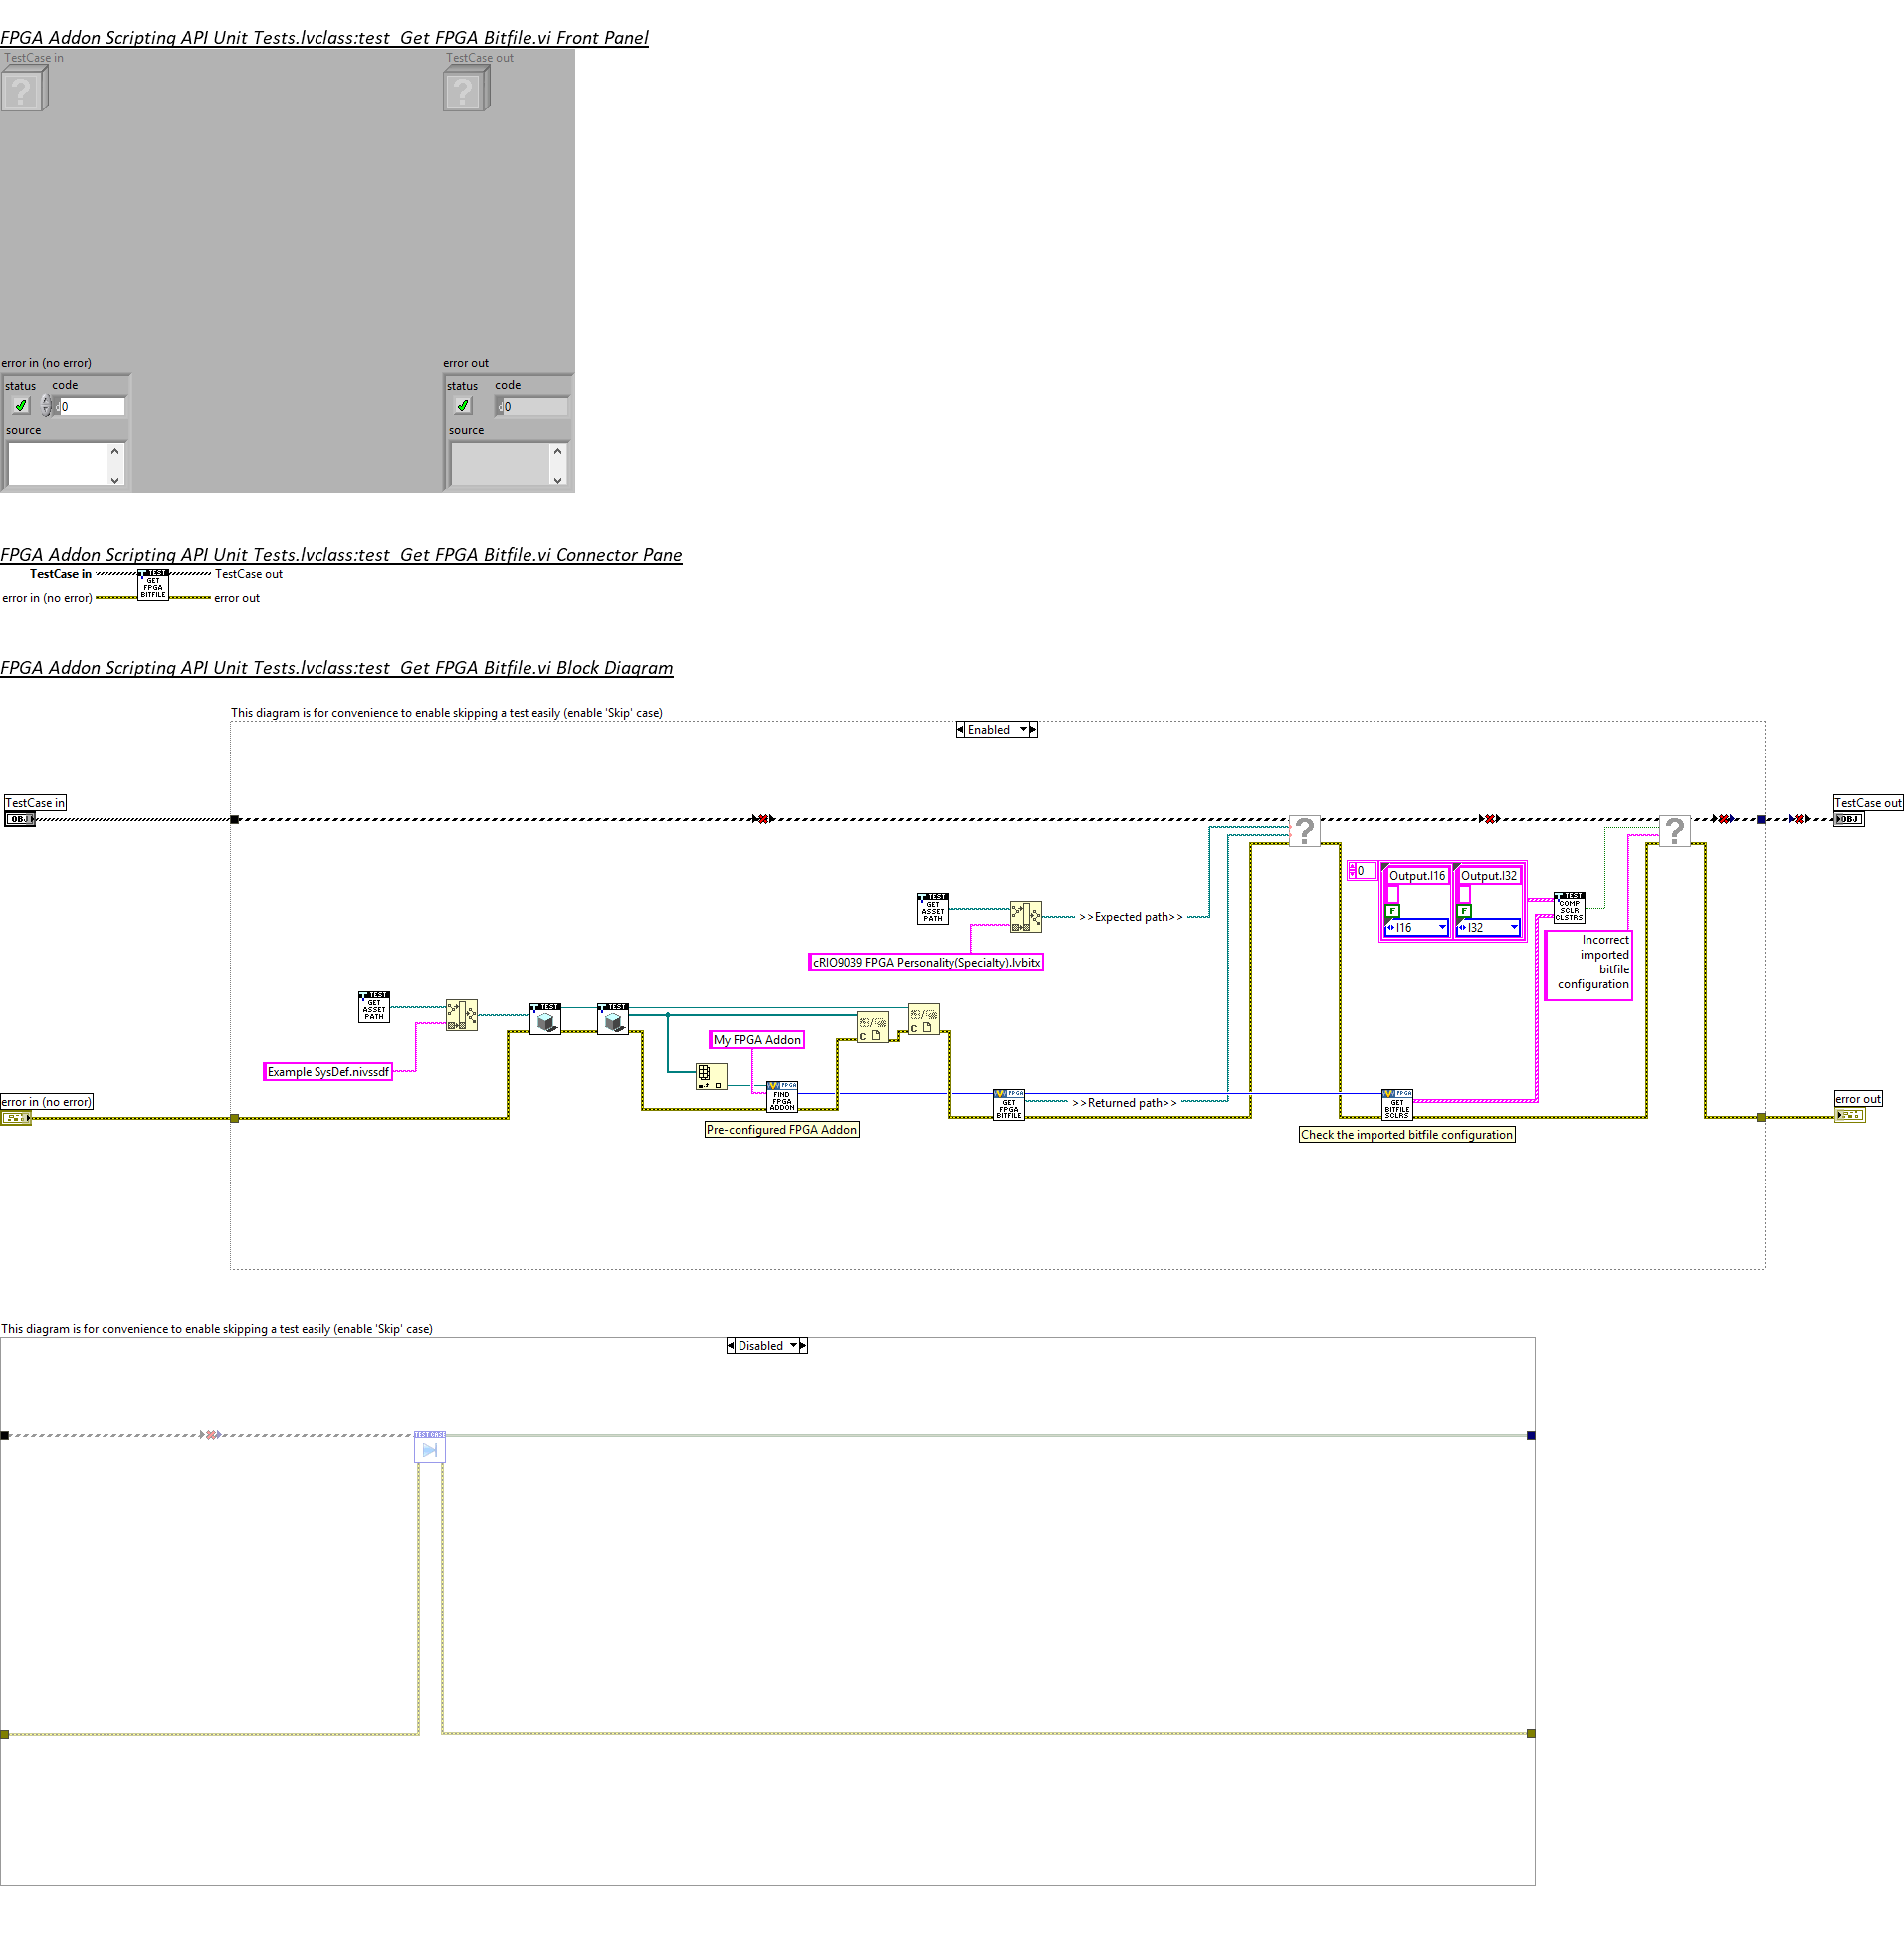 FPGA Addon Scripting API Unit Tests.lvclass:test_Get FPGA Bitfile.vi Front Panel
TestCase in
TestCase out
error in (no error)
error out
status
code
status
code
0
0
source
source
FPGA Addon Scripting API Unit Tests.lvclass:test_Get FPGA Bitfile.vi Connector Pane
TestCase in
TEST
GET
FPGA
BITFILE
TestCase out
error in (no error)
error out
FPGA Addon Scripting API Unit Tests.lvclass:test_Get FPGA Bitfile.vi Block Diagram
This diagram is for convenience to enable skipping a test easily (enable 'Skip' case)
Enabled
TestCase in
OBJ
TestCase out
OBJ
0
Output.I16
Output.I32
F
F
I16
I32
TEST
COMP
SCLR
CLSTRS
TEST
GET
ASSET
PATH
>>Expected path>>
Incorrect
imported
bitfile
configuration
cRIO9039 FPGA Personality(Specialty).lvbitx
TEST
GET
ASSET
PATH
TEST
TEST
My FPGA Addon
Example SysDef.nivssdf
FPGA
FIND
FPGA
ADDON
FPGA
GET
FPGA
BITFILE
>>Returned path>>
FPGA
GET
BITFILE
SCLRS
error in (no error)
error out
Pre-configured FPGA Addon
Check the imported bitfile configuration
This diagram is for convenience to enable skipping a test easily (enable 'Skip' case)
Disabled
TEST CASE